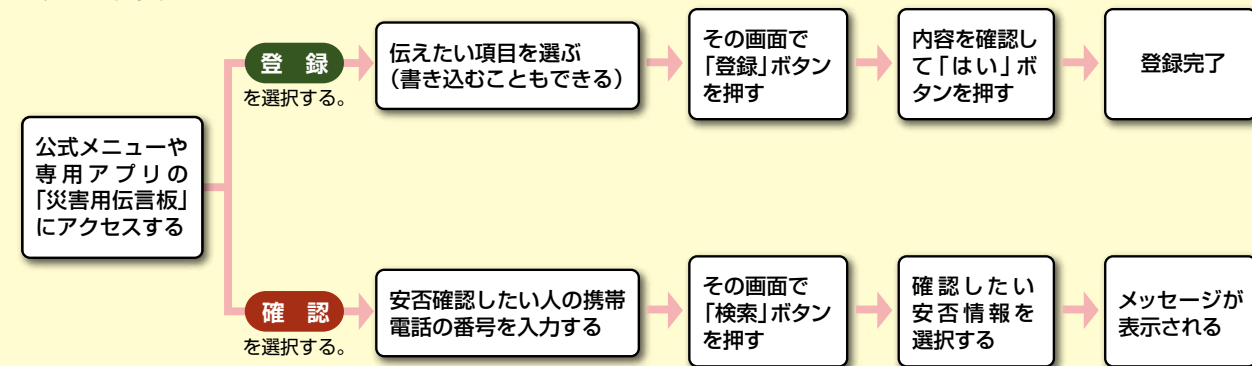 公式メニューや
専用アプリの
「災害用伝言板」
にアクセスする
登 録
を選択する。
伝えたい項目を選ぶ
（書き込むこともできる）
その画面で
「登録」ボタン
を押す
内容を確認し
て「はい」ボ
タンを押す
登録完了
確 認
を選択する。
安否確認したい人の携帯
電話の番号を入力する
その画面で
「検索」ボタン
を押す
確認したい
安否情報を
選択する
メッセージが
表示される